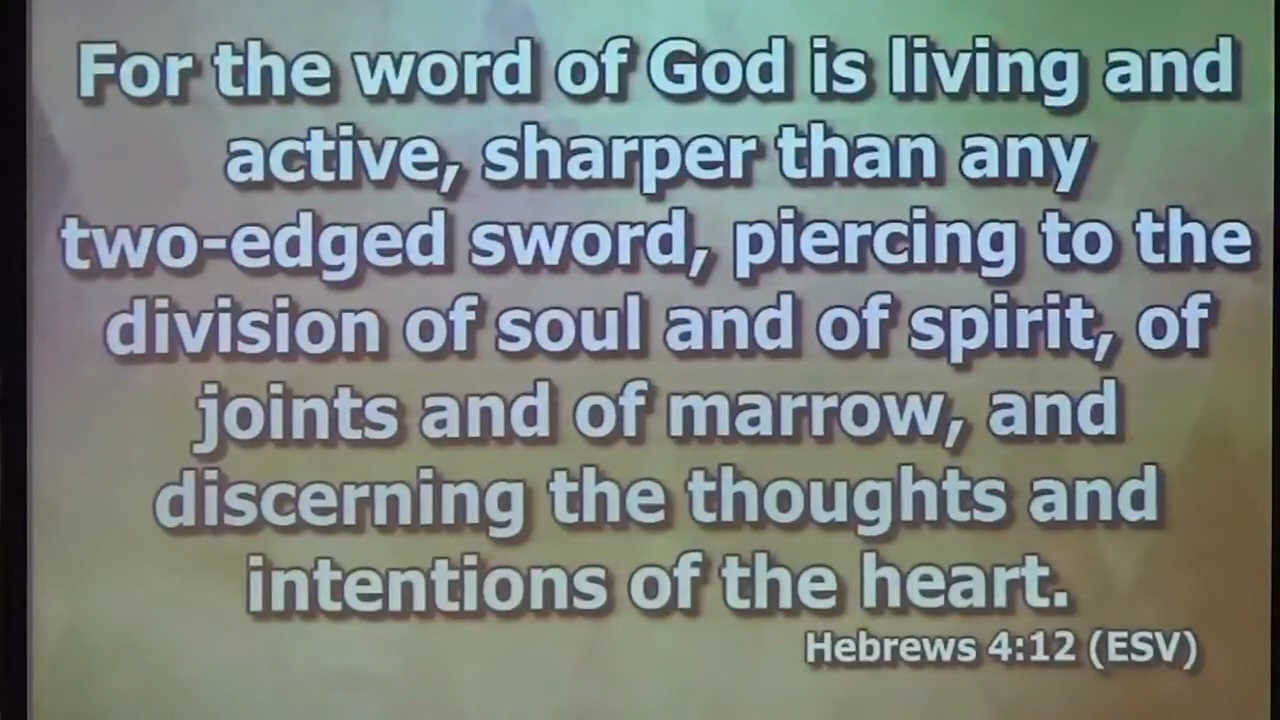 For the word of God is living and
active, sharper than any
two-edged sword, piercing to the
division of soul and of spirit, of
joints and of marrow, and
discerning the thoughts and
intentions of the heart.
Hebrews 4:12 (ESV)